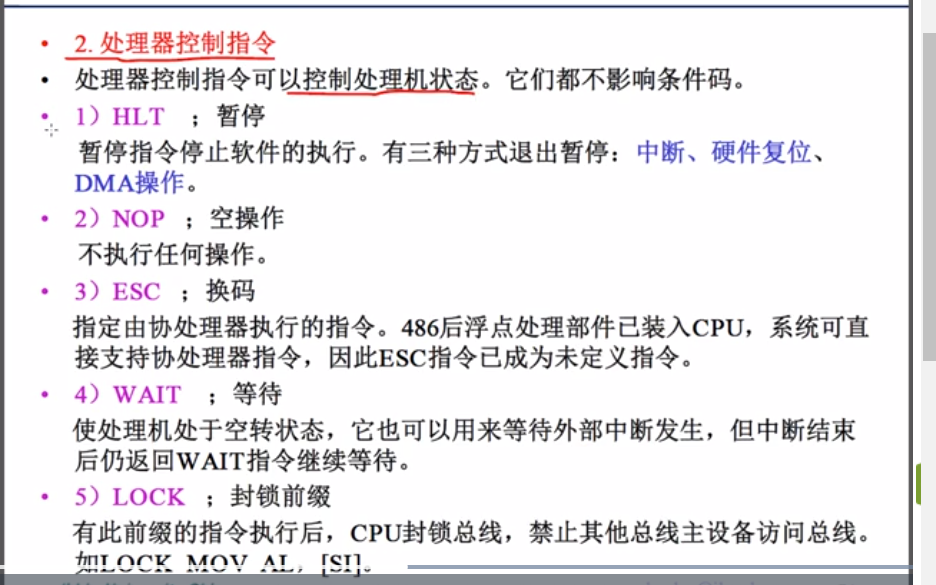 • 2. 处理器控制指令
• 处理器控制指令可以控制处理机状态。它们都不影响条件码。
• 1）HLT ；暂停
暂停指令停止软件的执行。有三种方式退出暂停：中断、硬件复位、
DMA操作。
• 2）NOP ；空操作
不执行任何操作。
• 3）ESC ；换码
指定由协处理器执行的指令。486后浮点处理部件已装入CPU，系统可直
接支持协处理器指令，因此ESC指令已成为未定义指令。
• 4）WAIT ；等待
使处理机处于空转状态，它也可以用来等待外部中断发生，但中断结束
后仍返回WAIT指令继续等待。
• 5）LOCK ；封锁前缀
有此前缀的指令执行后，CPU封锁总线，禁止其他总线主设备访问总线。
如LOCK MOV AL，[SI]。